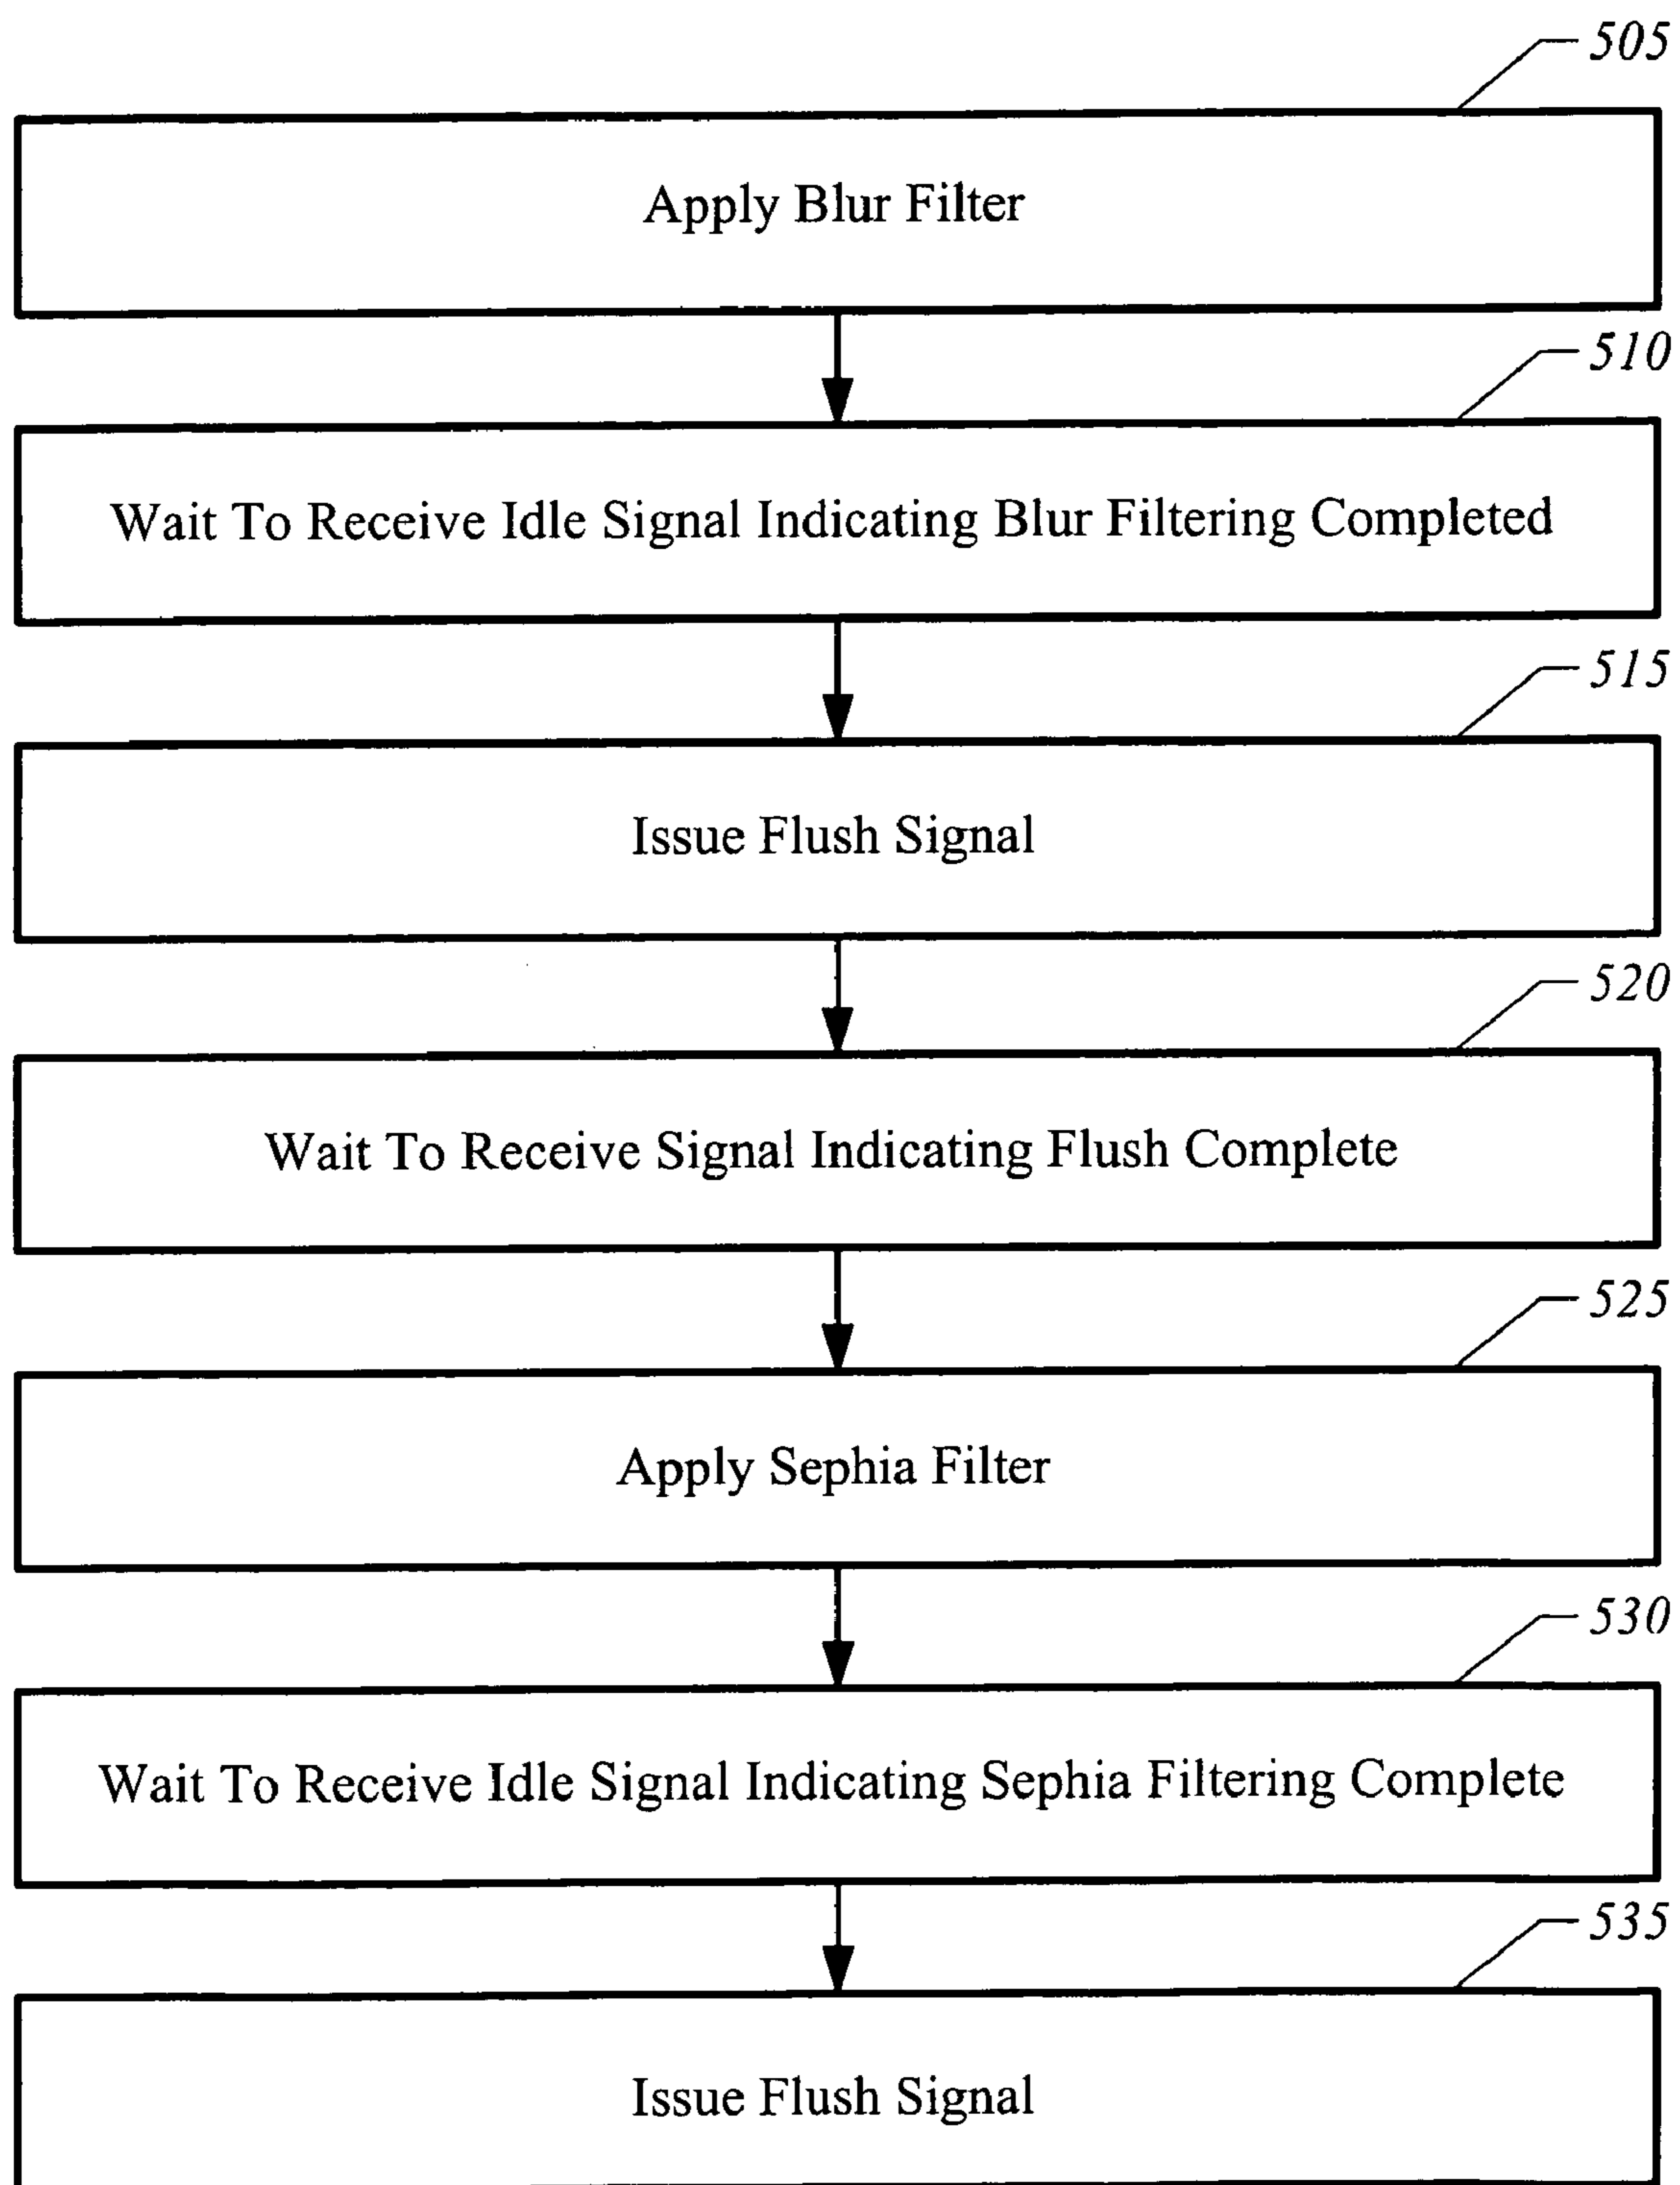 505
Apply Blur Filter
510
Wait To Receive Idle Signal Indicating Blur Filtering Completed
515
Issue Flush Signal
520
Wait To Receive Signal Indicating Flush Complete
525
Apply Sephia Filter
530
Wait To Receive Idle Signal Indicating Sephia Filtering Complete
535
Issue Flush Signal